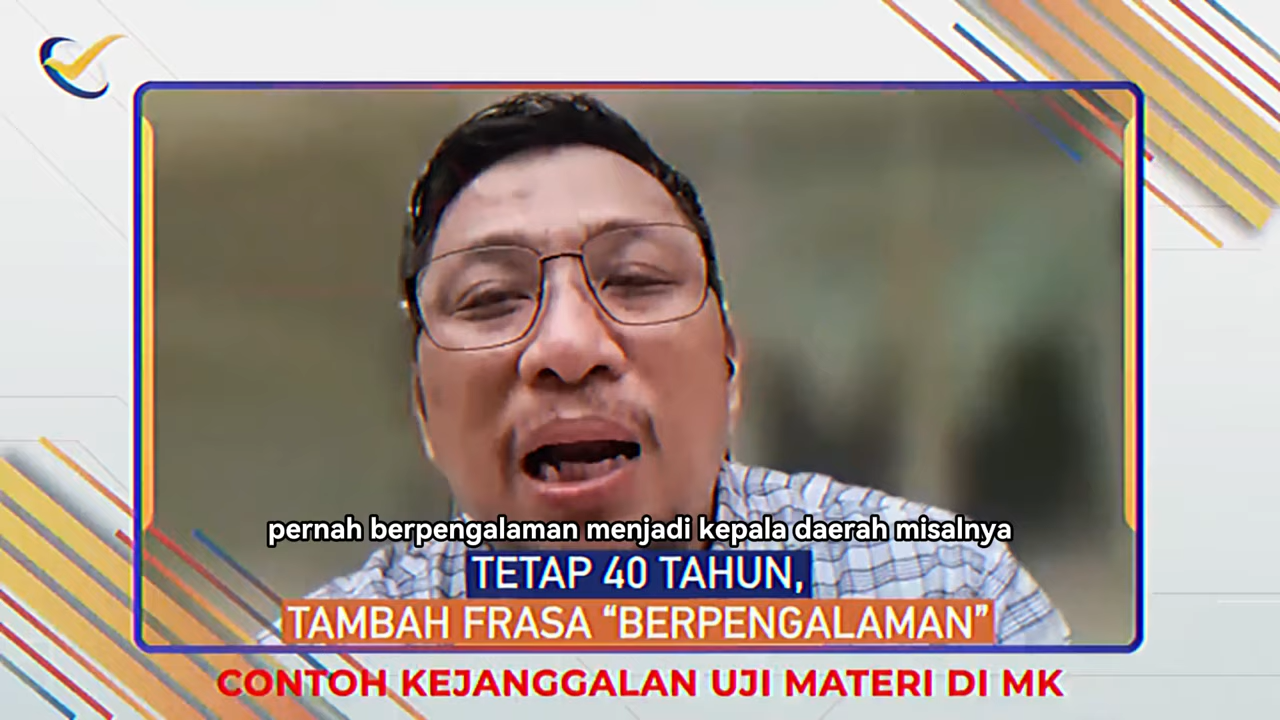 pernah berpengalaman menjadi kepala daerah misalnya
TETAP 40 TAHUN,
TAMBAH FRASA “BERPENGALAMAN”
CONTOH KEJANGGALAN UJI MATERI DI MK